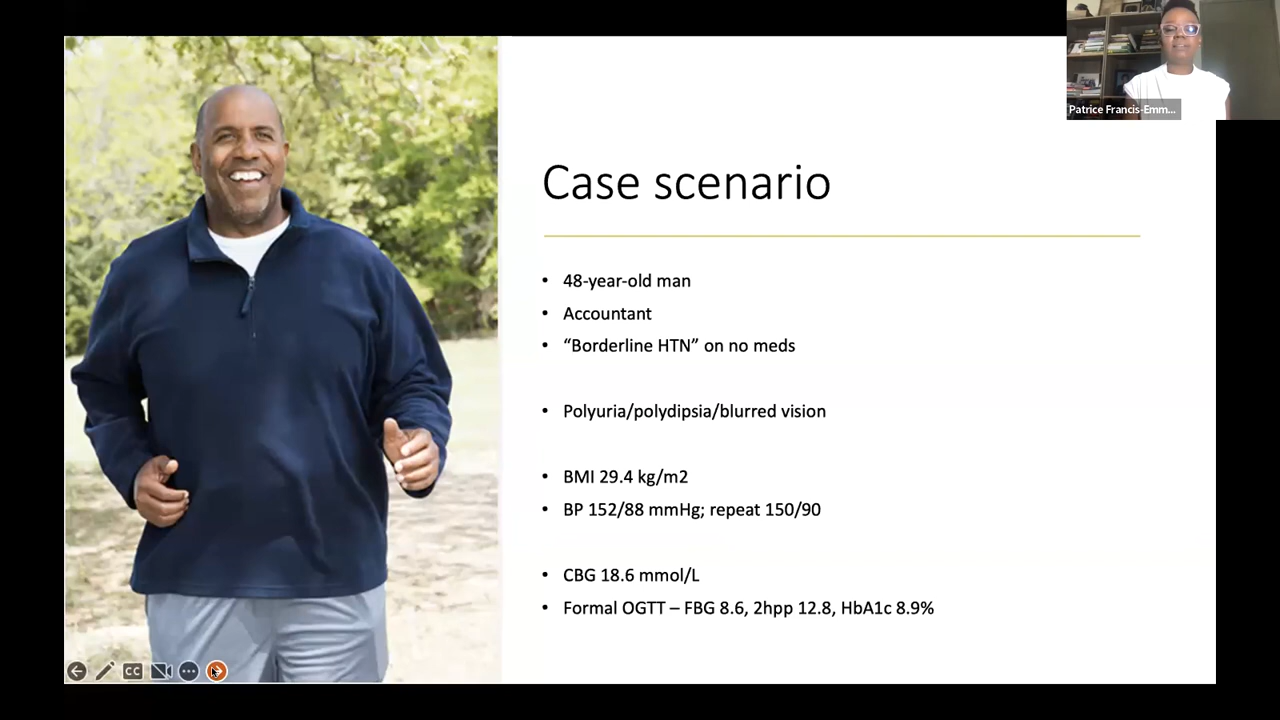 Patrice Francis-Emm...
Case scenario
• 48-year-old man
• Accountant
• “Borderline HTN” on no meds
• Polyuria/polydipsia/blurred vision
• BMI 29.4 kg/m2
• BP 152/88 mmHg; repeat 150/90
• CBG 18.6 mmol/L
• Formal OGTT – FBG 8.6, 2hpp 12.8, HbA1c 8.9%
CC